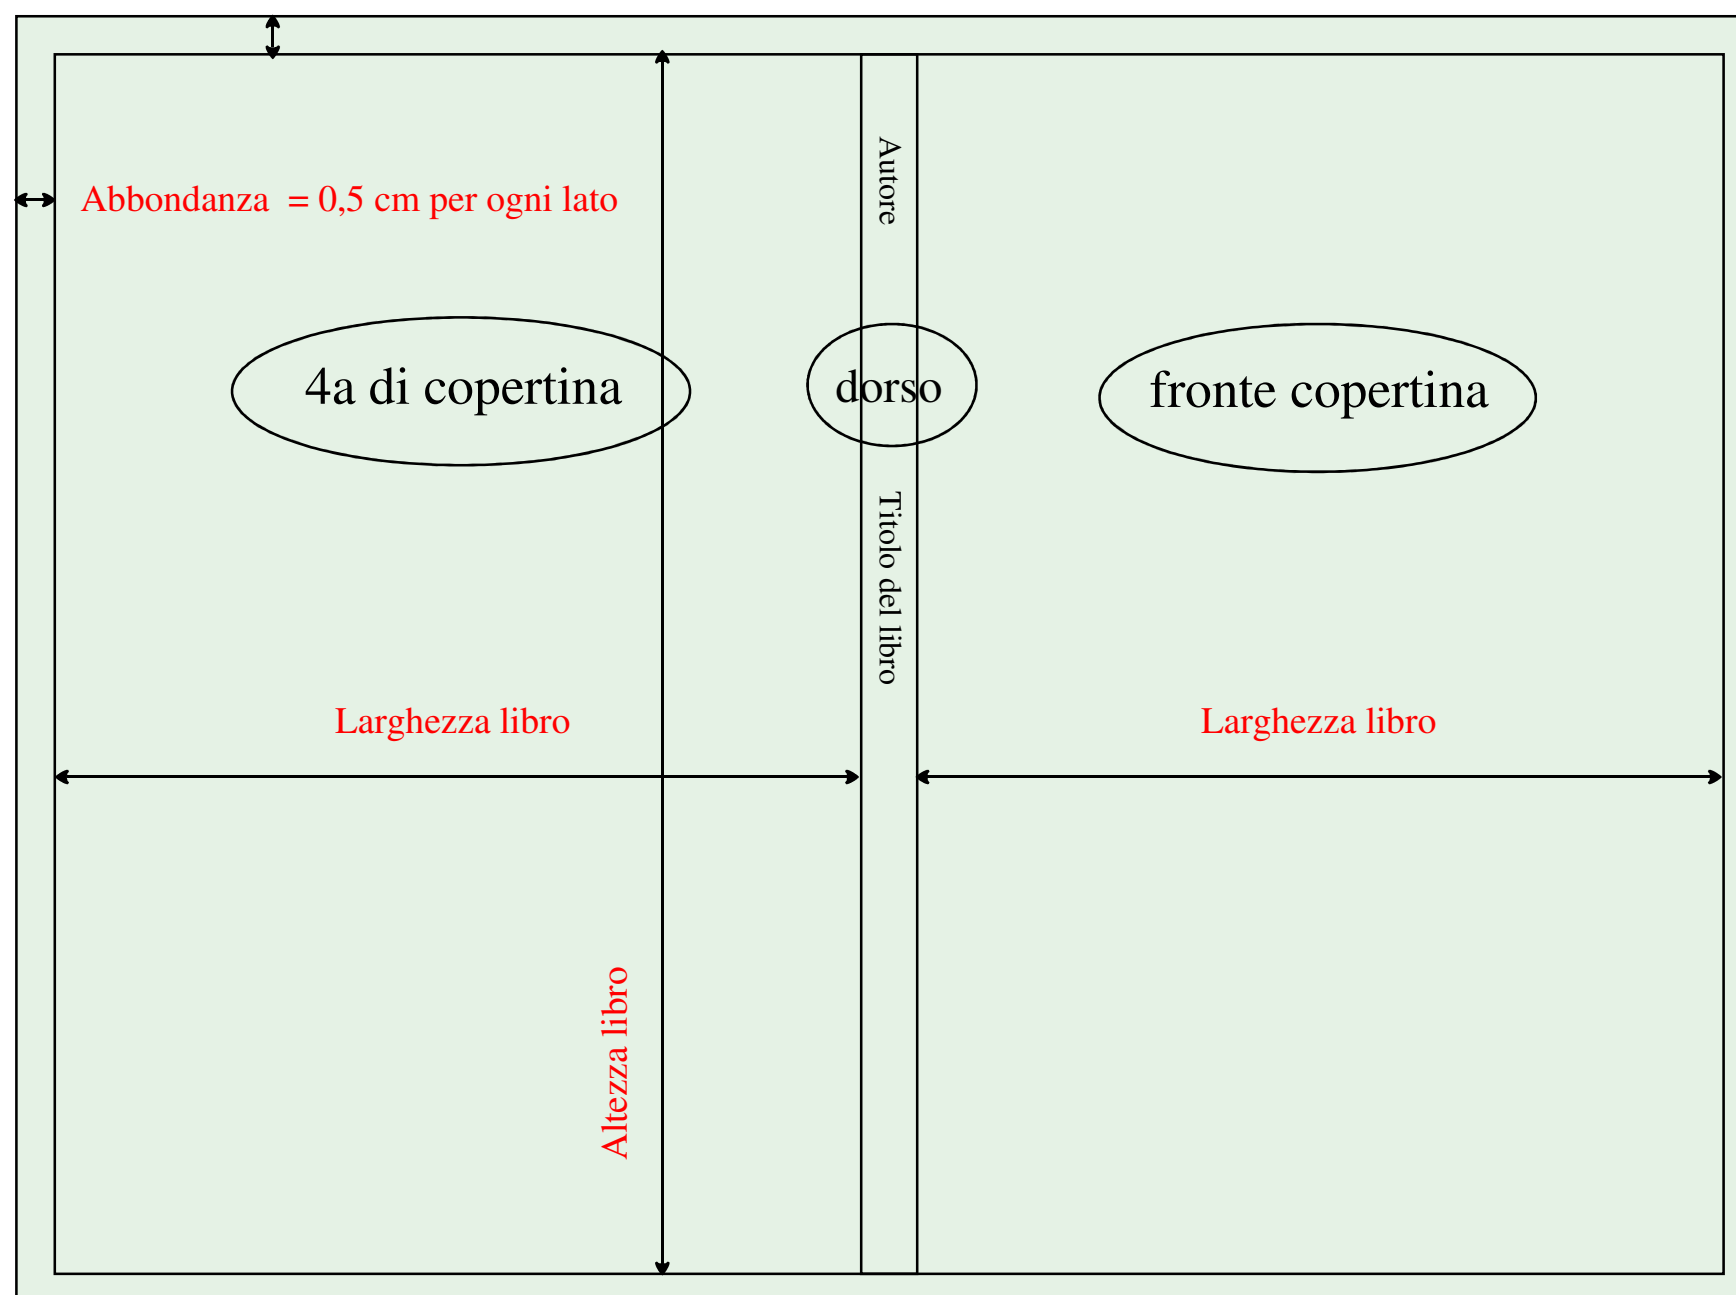 Autore
Abbondanza  = 0,5 cm per ogni lato
4a di copertina
dorso
fronte copertina
Titolo del libro
Larghezza libro
Larghezza libro
Altezza libro